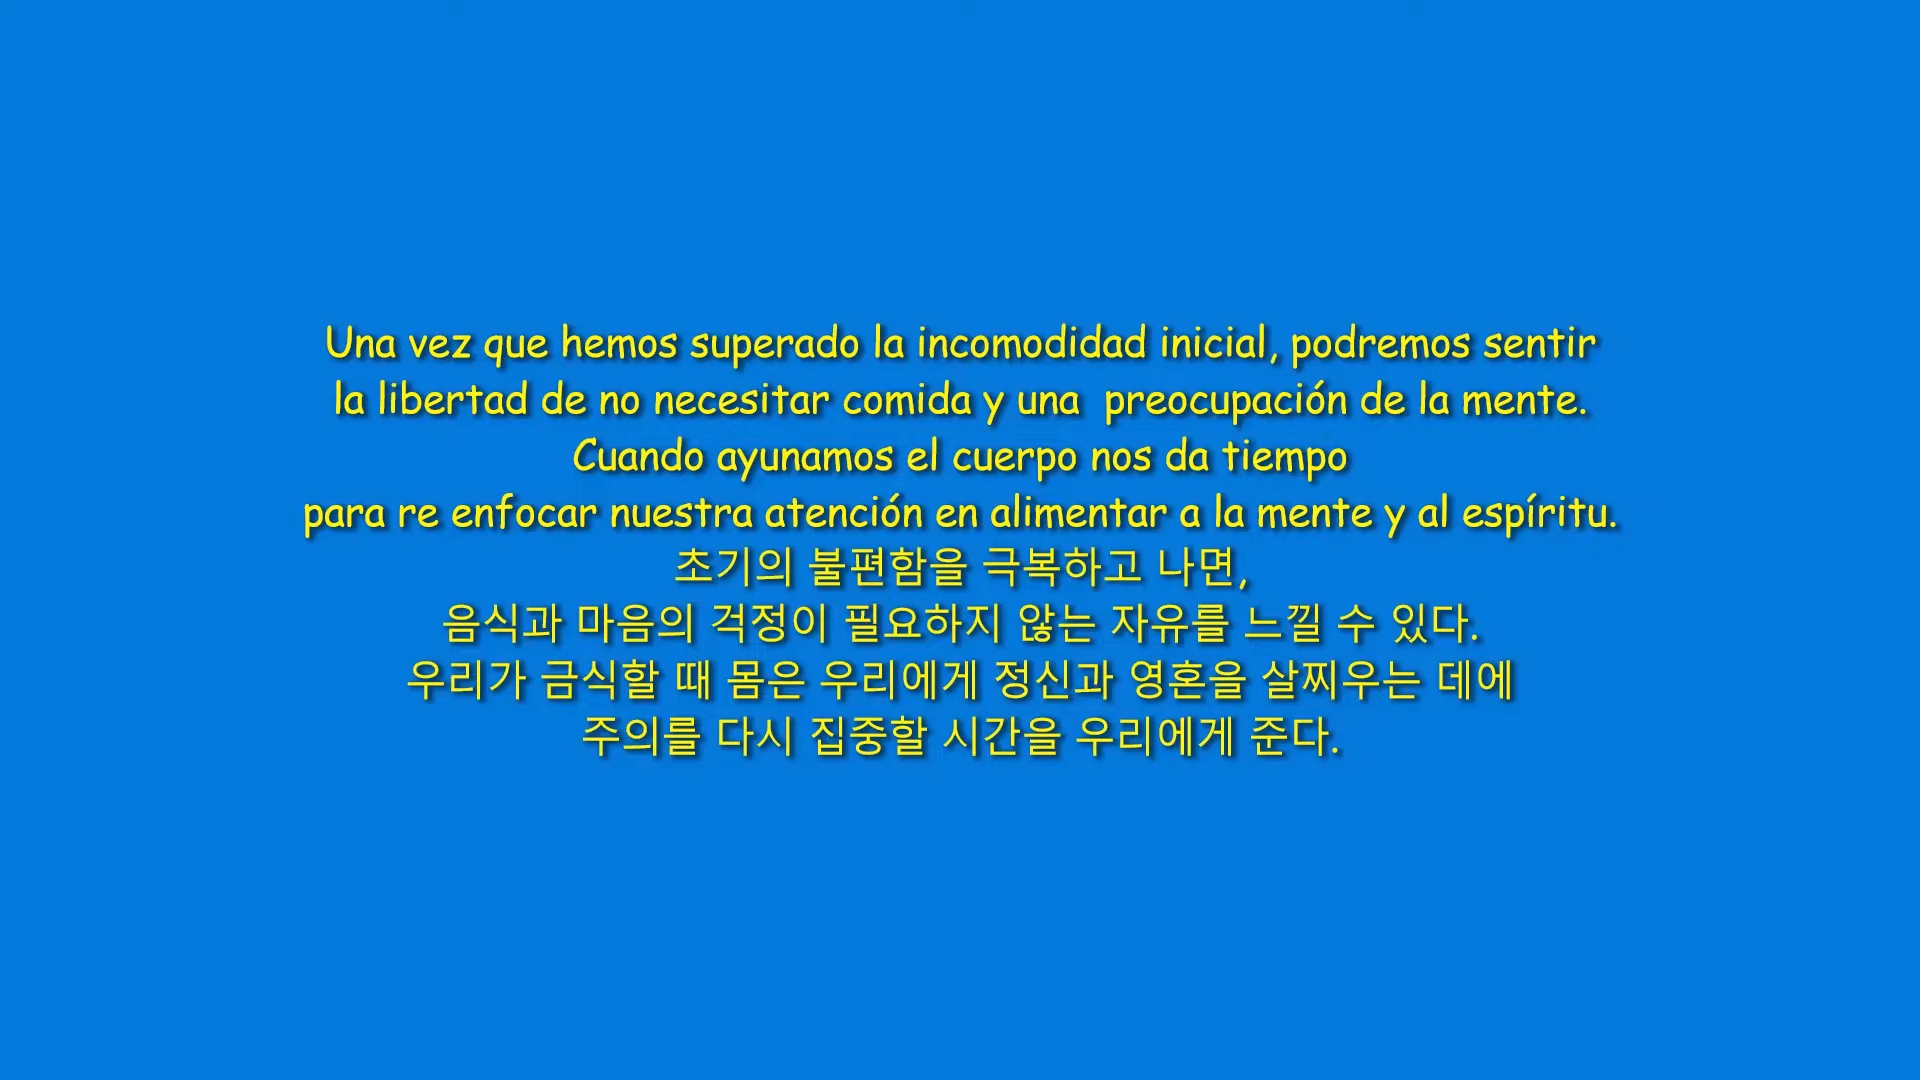 Una vez que hemos superado la incomodidad inicial, podremos sentir
la libertad de no necesitar comida y una  preocupación de la mente.
Cuando ayunamos el cuerpo nos da tiempo
para re enfocar nuestra atención en alimentar a la mente y al espíritu.
초기의 불편함을 극복하고 나면,
음식과 마음의 걱정이 필요하지 않는 자유를 느낄 수 있다.
우리가 금식할 때 몸은 우리에게 정신과 영혼을 살찌우는 데에
주의를 다시 집중할 시간을 우리에게 준다.